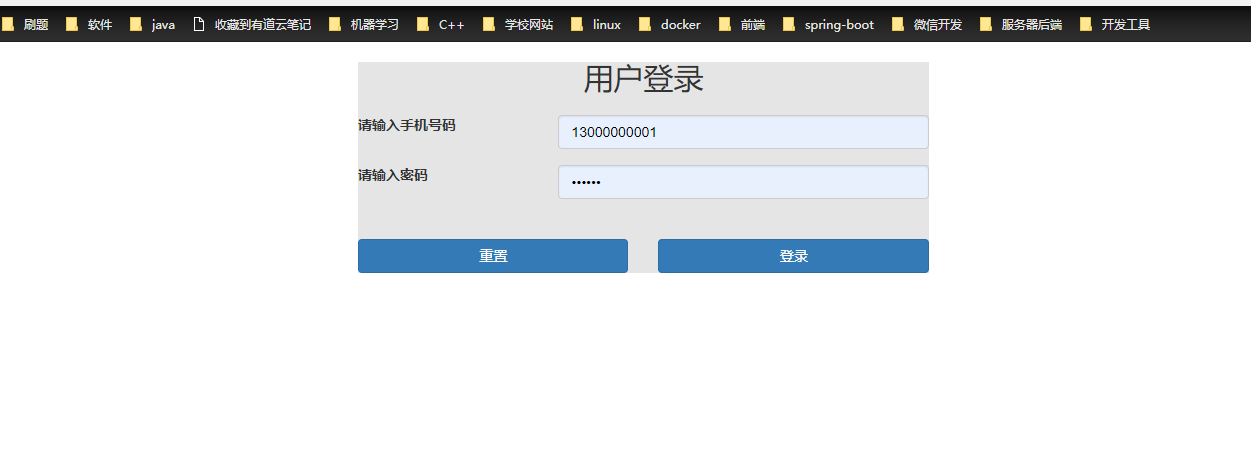 刷题 软件 java 收藏到有道云笔记 机器学习 C++ 学校网站 linux docker 前端 spring-boot 微信开发 服务器后端 开发工具
用户登录
请输入手机号码 13000000001
请输入密码 ••••••
重置 登录